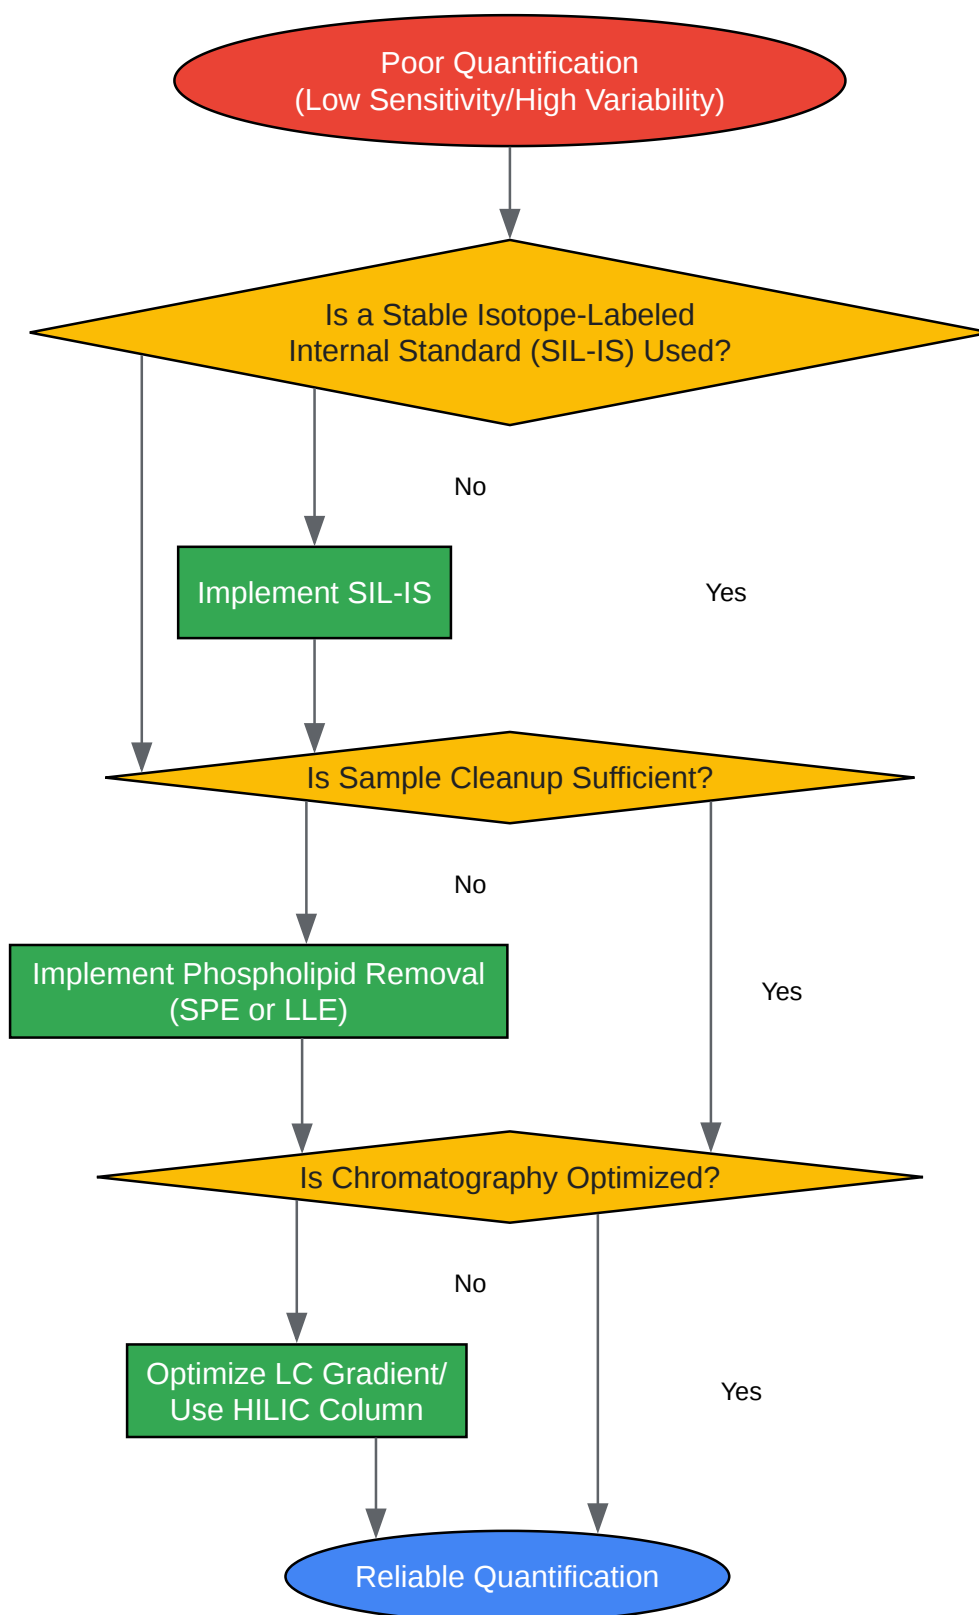 Poor Quantification
(Low Sensitivity/High Variability)
Is a Stable Isotope-Labeled
Internal Standard (SIL-IS) Used?
No
Implement SIL-IS
Yes
Is Sample Cleanup Sufficient?
No
Implement Phospholipid Removal
(SPE or LLE)
Yes
Is Chromatography Optimized?
No
Optimize LC Gradient/
Use HILIC Column
Yes
Reliable Quantification